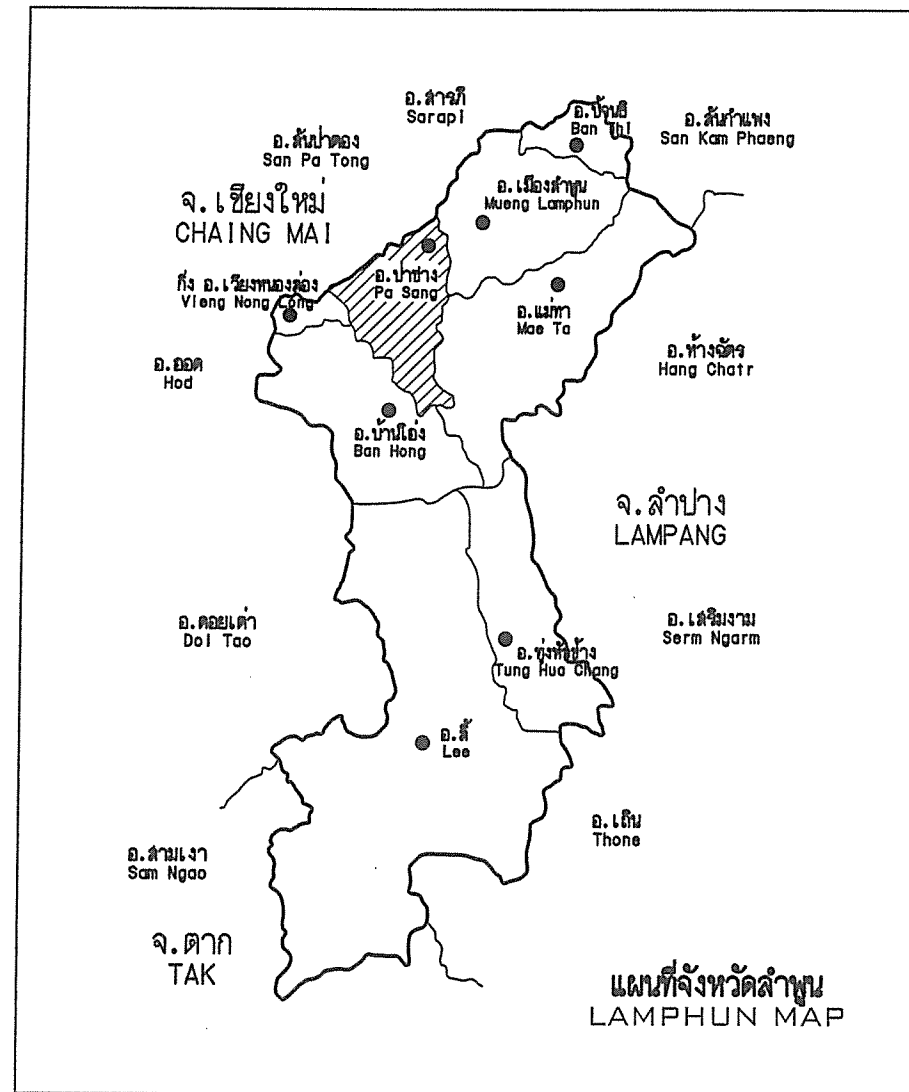 อ.สารภี
Sarapi
อ.บ้านธิ
Ban Thi
อ.สันกำแพง
San Kam Phaeng
อ.สันป่าตอง
San Pa Tong
อ.เมืองลำพูน
Mueng Lamphun
จ.เชียงใหม่
CHAING MAI
อ.ป่าซาง
Pa Sang
กิ่ง อ.เวียงหนองล่อง
Vieng Nong Long
อ.แม่ทา
Mae Ta
อ.ห้างฉัตร
Hang Chatr
อ.ฮอด
Hod
อ.บ้านโฮ่ง
Ban Hong
จ.ลำปาง
LAMPANG
อ.ดอยเต่า
Doi Tao
อ.เสริมงาม
Serm Ngarm
อ.ทุ่งหัวช้าง
Tung Hua Chang
อ.ลี้
Lee
อ.เถิน
Thone
อ.สามเงา
Sam Ngao
จ.ตาก
TAK
แผนที่จังหวัดลำพูน
LAMPHUN MAP